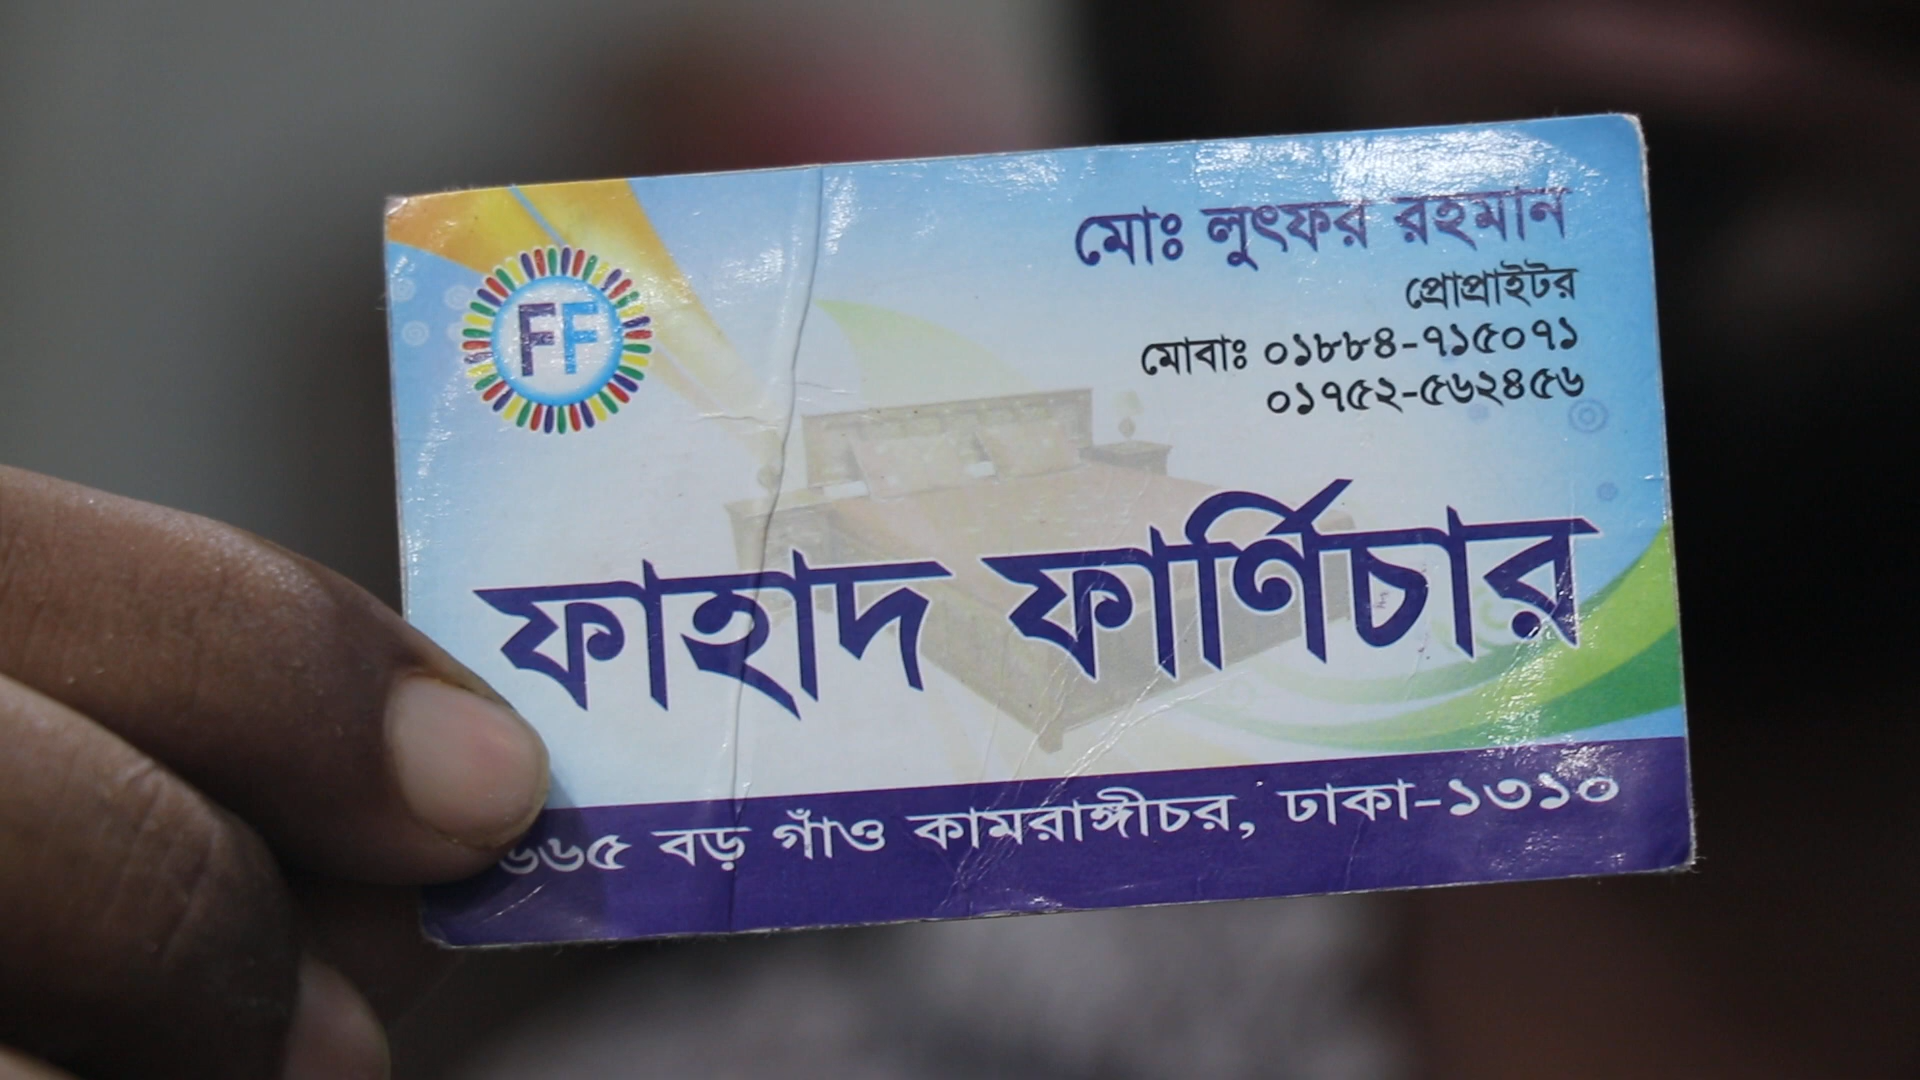 FF
মোঃ লুৎফর রহমান
প্রোপ্রাইটর
মোবাঃ ০১৮৮৪-৭১৫০৭১
০১৭৫২-৫৬২৪৫৬
ফাহাদ ফার্ণিচার
৬৬৫ বড় গাঁও কামরাঙ্গীচর, ঢাকা-১৩১০